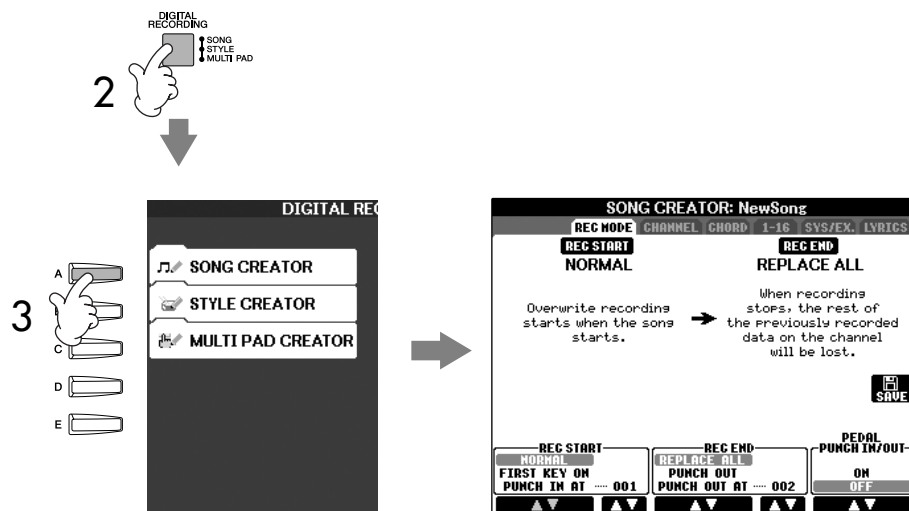 DIGITAL
RECORDING
SONG
STYLE
MULTI PAD
2
DIGITAL REC
3
A
SONG CREATOR
STYLE CREATOR
C
MULTI PAD CREATOR
D
E
SONG CREATOR: NewSong
REC MODE CHANNEL CHORD 1-16 SYS/EX. LYRICS
REC START REC END
NORMAL REPLACE ALL
Overwrite recording
starts when the song
starts.
When recording
stops, the rest of
the previously recorded
data on the channel
will be lost.
SAVE
REC START REC END PEDAL
PUNCH IN/OUT
NORMAL REPLACE ALL
FIRST KEY ON PUNCH OUT ON
PUNCH IN AT ···· 001 PUNCH OUT AT ···· 002 OFF